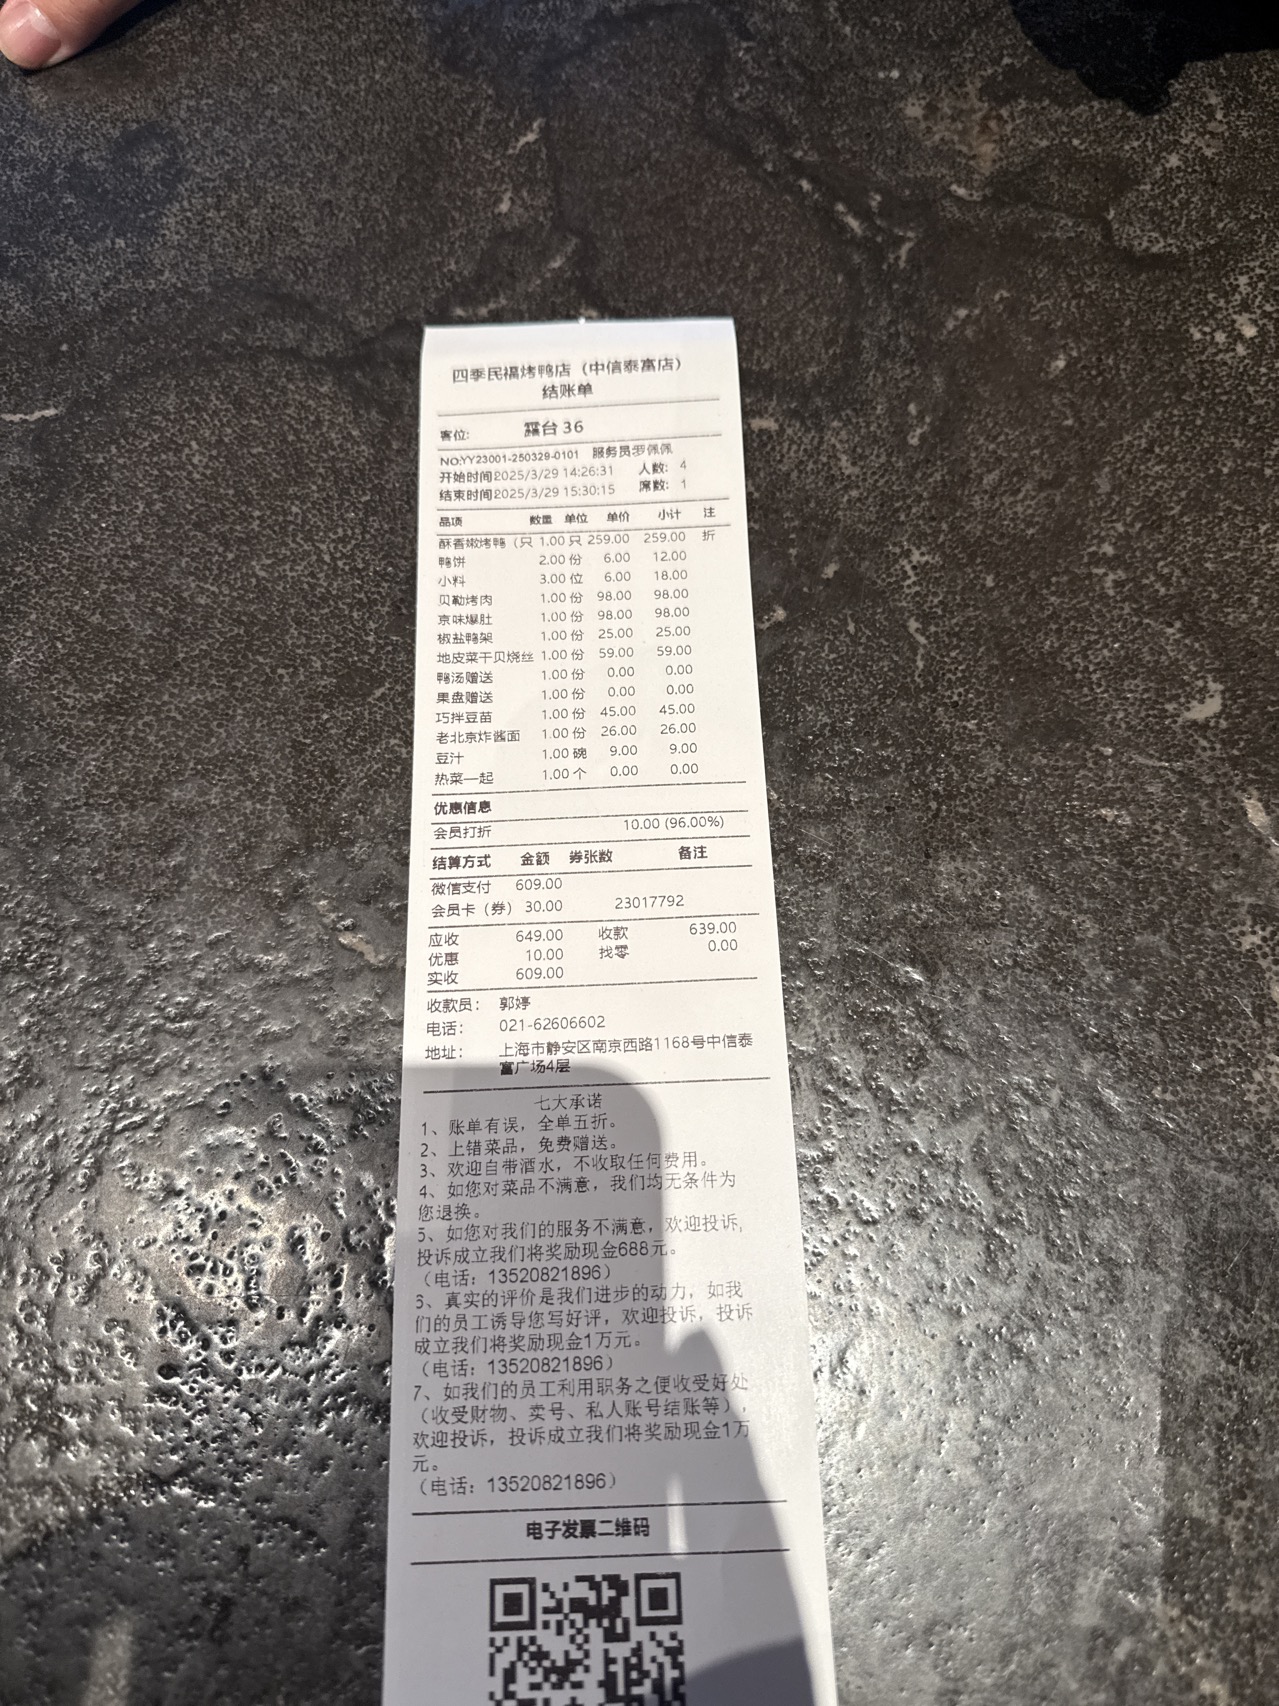 四季民福烤鸭店（中信泰富店）
结账单
客位: 露台 36
NO:YY23001-250329-0101 服务员罗佩佩
开始时间2025/3/29 14:26:31 人数: 4
结束时间2025/3/29 15:30:15 席数: 1
品项 数量 单位 单价 小计 注
酥香嫩烤鸭（只 1.00 只 259.00 259.00 折
鸭饼 2.00 份 6.00 12.00
小料 3.00 位 6.00 18.00
贝勒烤肉 1.00 份 98.00 98.00
京味爆肚 1.00 份 98.00 98.00
椒盐鸭架 1.00 份 25.00 25.00
地皮菜干贝烧丝 1.00 份 59.00 59.00
鸭汤赠送 1.00 份 0.00 0.00
果盘赠送 1.00 份 0.00 0.00
巧拌豆苗 1.00 份 45.00 45.00
老北京炸酱面 1.00 份 26.00 26.00
豆汁 1.00 碗 9.00 9.00
热菜一起 1.00 个 0.00 0.00
优惠信息
会员打折 10.00 (96.00%)
结算方式 金额 券张数 备注
微信支付 609.00
会员卡（券） 30.00 23017792
应收 649.00 收款 639.00
优惠 10.00 找零 0.00
实收 609.00
收款员： 郭婷
电话： 021-62606602
地址： 上海市静安区南京西路1168号中信泰
富广场4层
七大承诺
1、账单有误，全单五折。
2、上错菜品，免费赠送。
3、欢迎自带酒水，不收取任何费用。
4、如您对菜品不满意，我们均无条件为
您退换。
5、如您对我们的服务不满意，欢迎投诉，
投诉成立我们将奖励现金688元。
（电话：13520821896）
6、真实的评价是我们进步的动力，如我
们的员工诱导您写好评，欢迎投诉，投诉
成立我们将奖励现金1万元。
（电话：13520821896）
7、如我们的员工利用职务之便收受好处
（收受财物、卖号、私人账号结账等），
欢迎投诉，投诉成立我们将奖励现金1万
元。
（电话：13520821896）
电子发票二维码